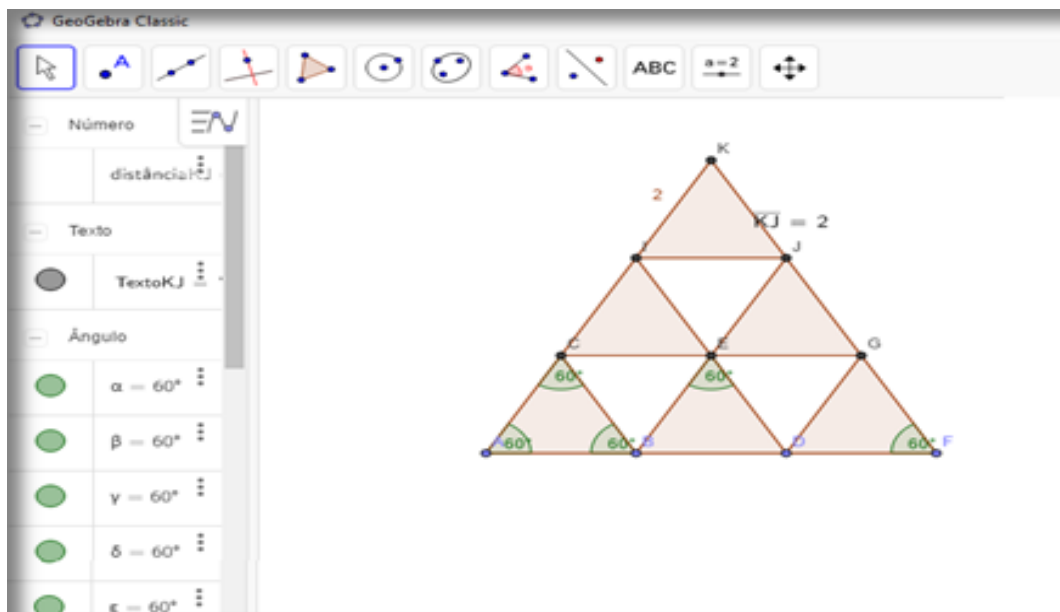 GeoGebra Classic
A
ABC
a=2
Número
distânciaKJ
Texto
TextoKJ =
Ângulo
α = 60°
β = 60°
γ = 60°
δ = 60°
ε = 60°
K
2
KJ = 2
I
J
C
E
G
60°
60°
A
60°
60°
B
D
60°
F